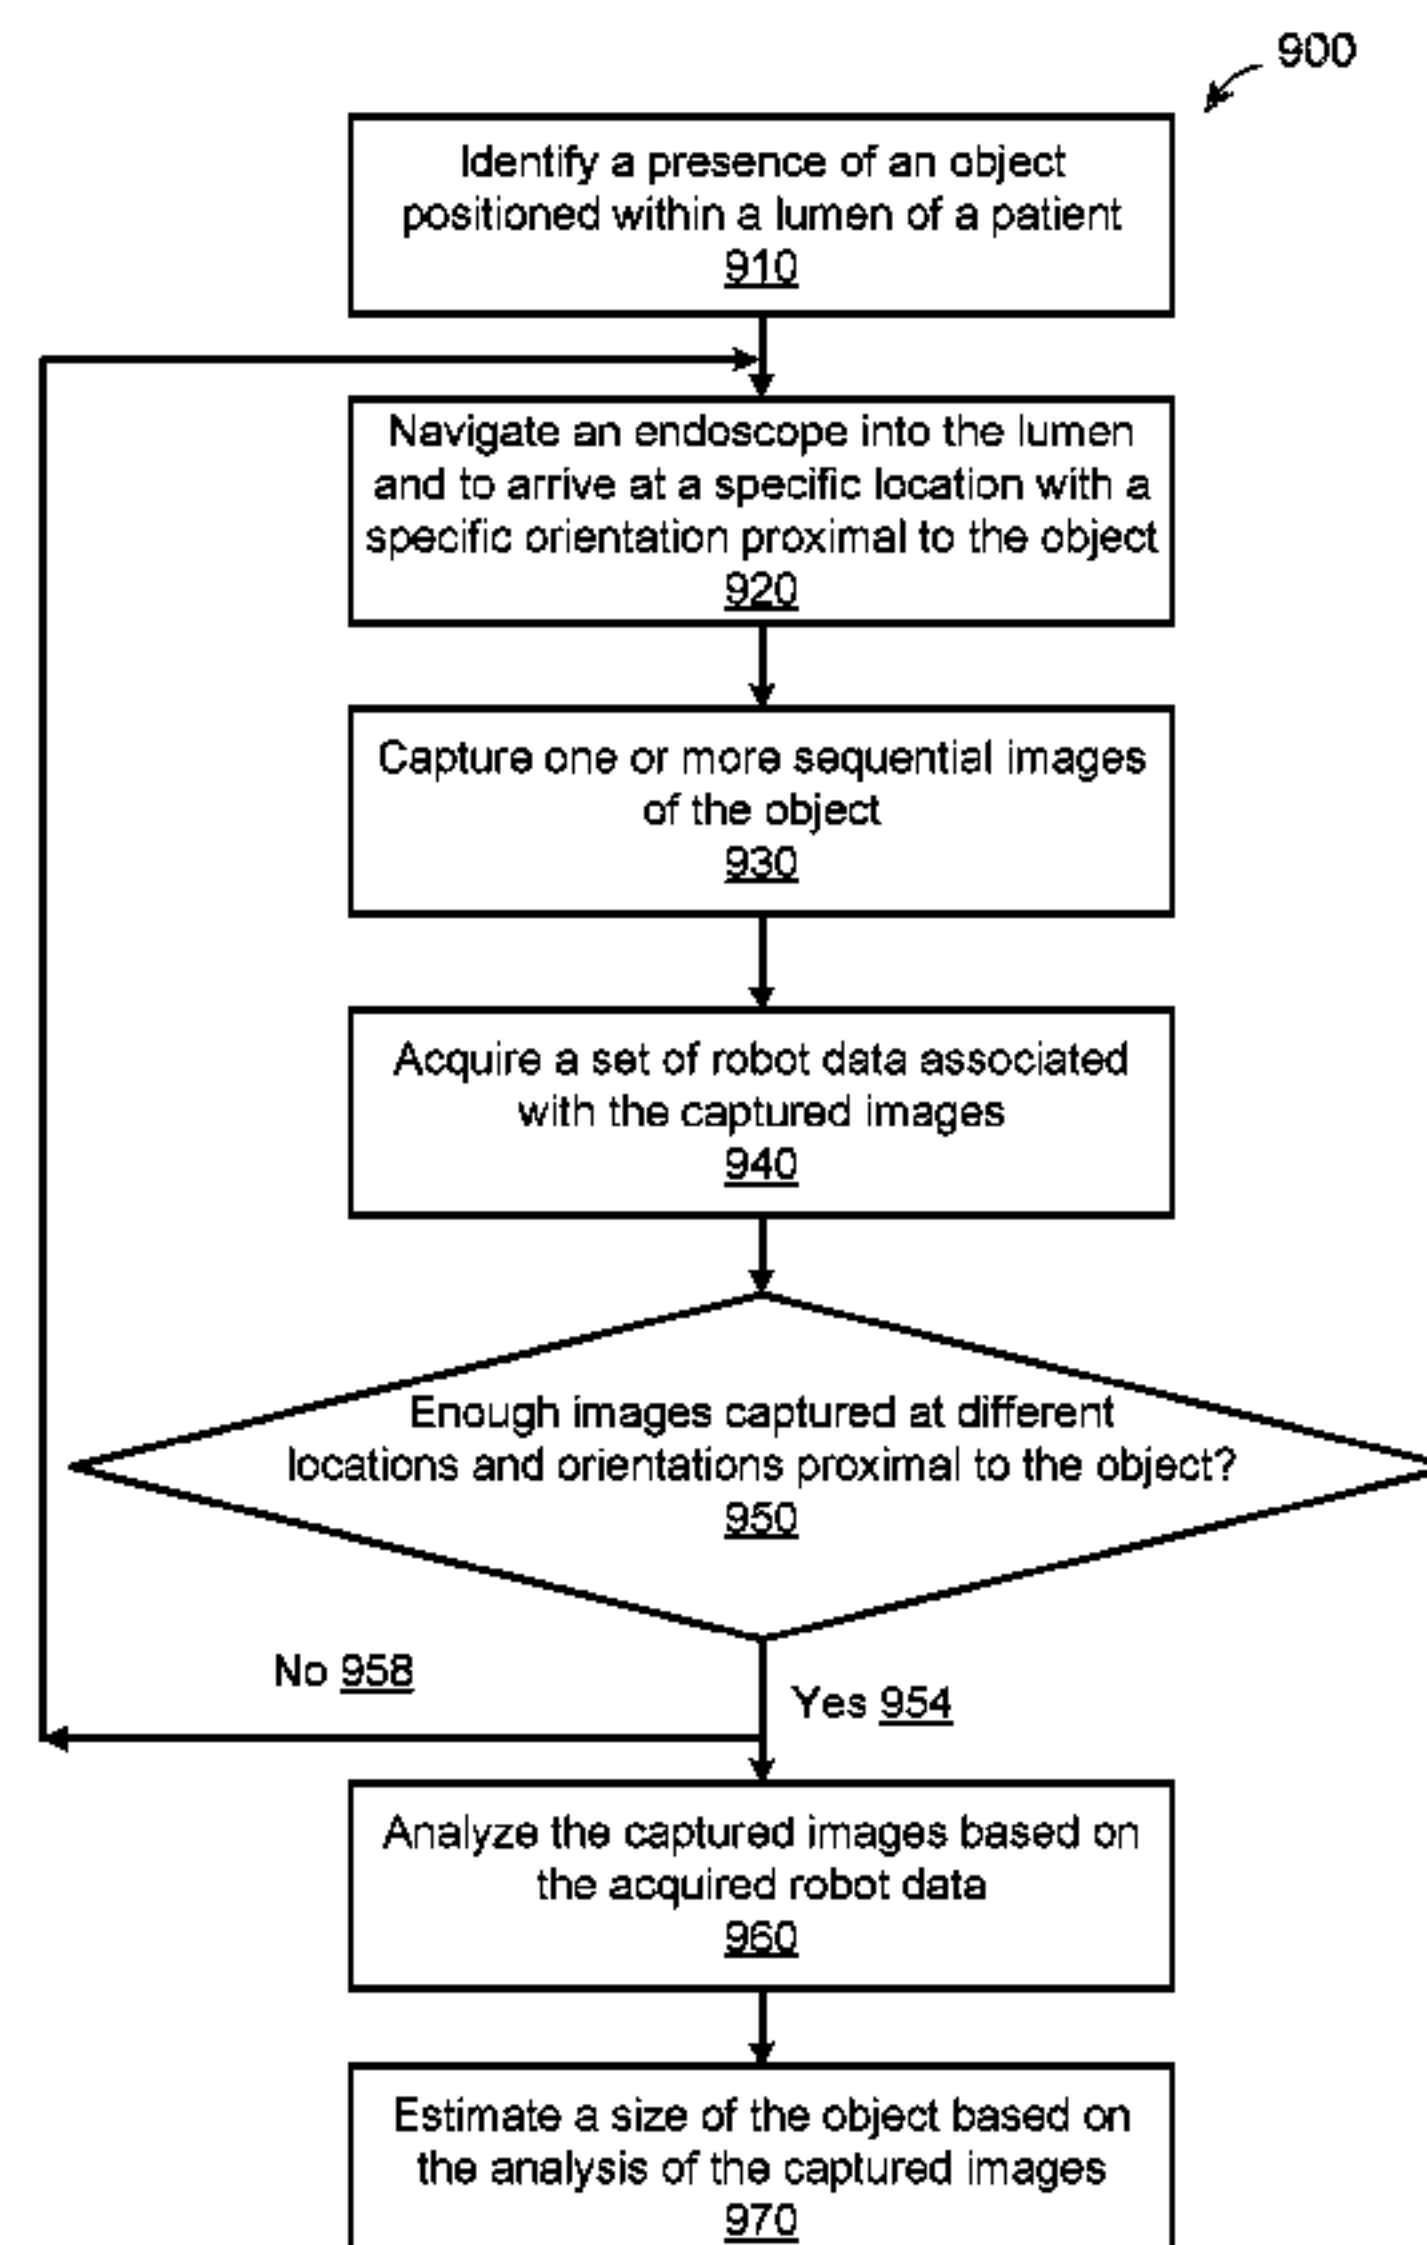 900
Identify a presence of an object
positioned within a lumen of a patient
910
Navigate an endoscope into the lumen
and to arrive at a specific location with a
specific orientation proximal to the object
920
Capture one or more sequential images
of the object
930
Acquire a set of robot data associated
with the captured images
940
Enough images captured at different
locations and orientations proximal to the object?
950
No 958
Yes 954
Analyze the captured images based on
the acquired robot data
960
Estimate a size of the object based on
the analysis of the captured images
970